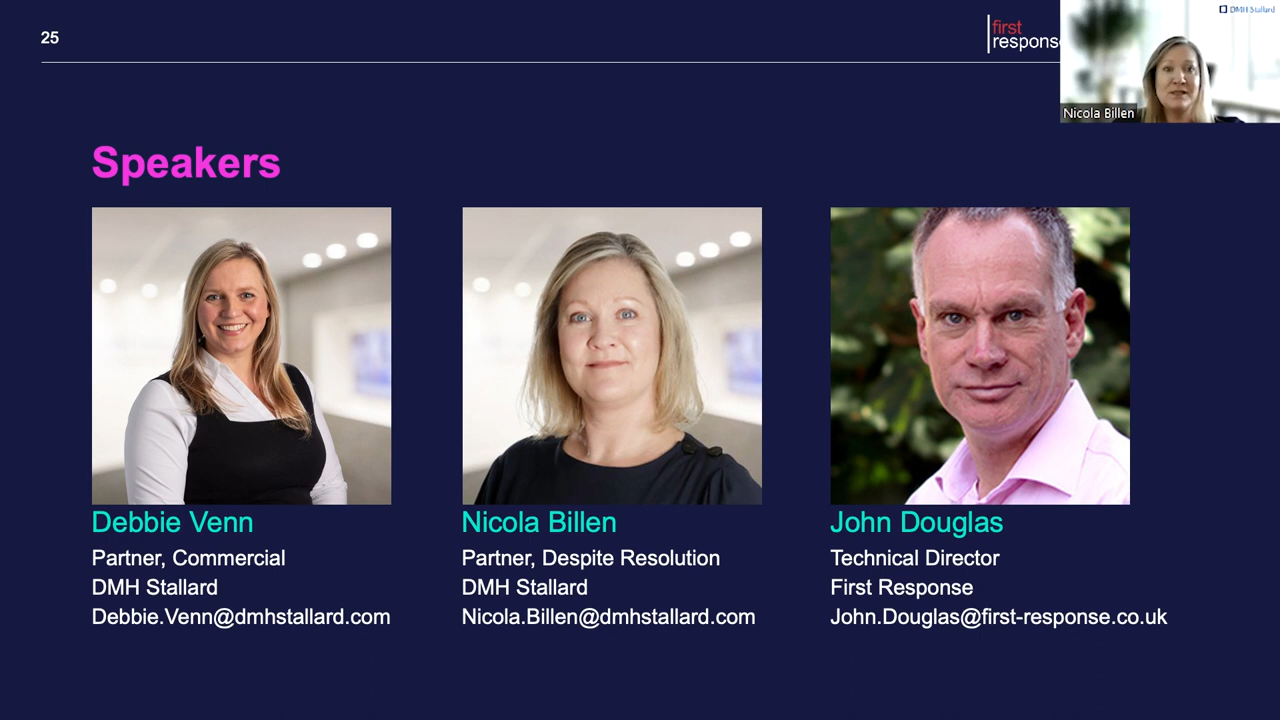 25
first
respons
DMH Stallard
Nicola Billen
Speakers
Debbie Venn
Partner, Commercial
DMH Stallard
Debbie.Venn@dmhstallard.com
Nicola Billen
Partner, Despite Resolution
DMH Stallard
Nicola.Billen@dmhstallard.com
John Douglas
Technical Director
First Response
John.Douglas@first-response.co.uk